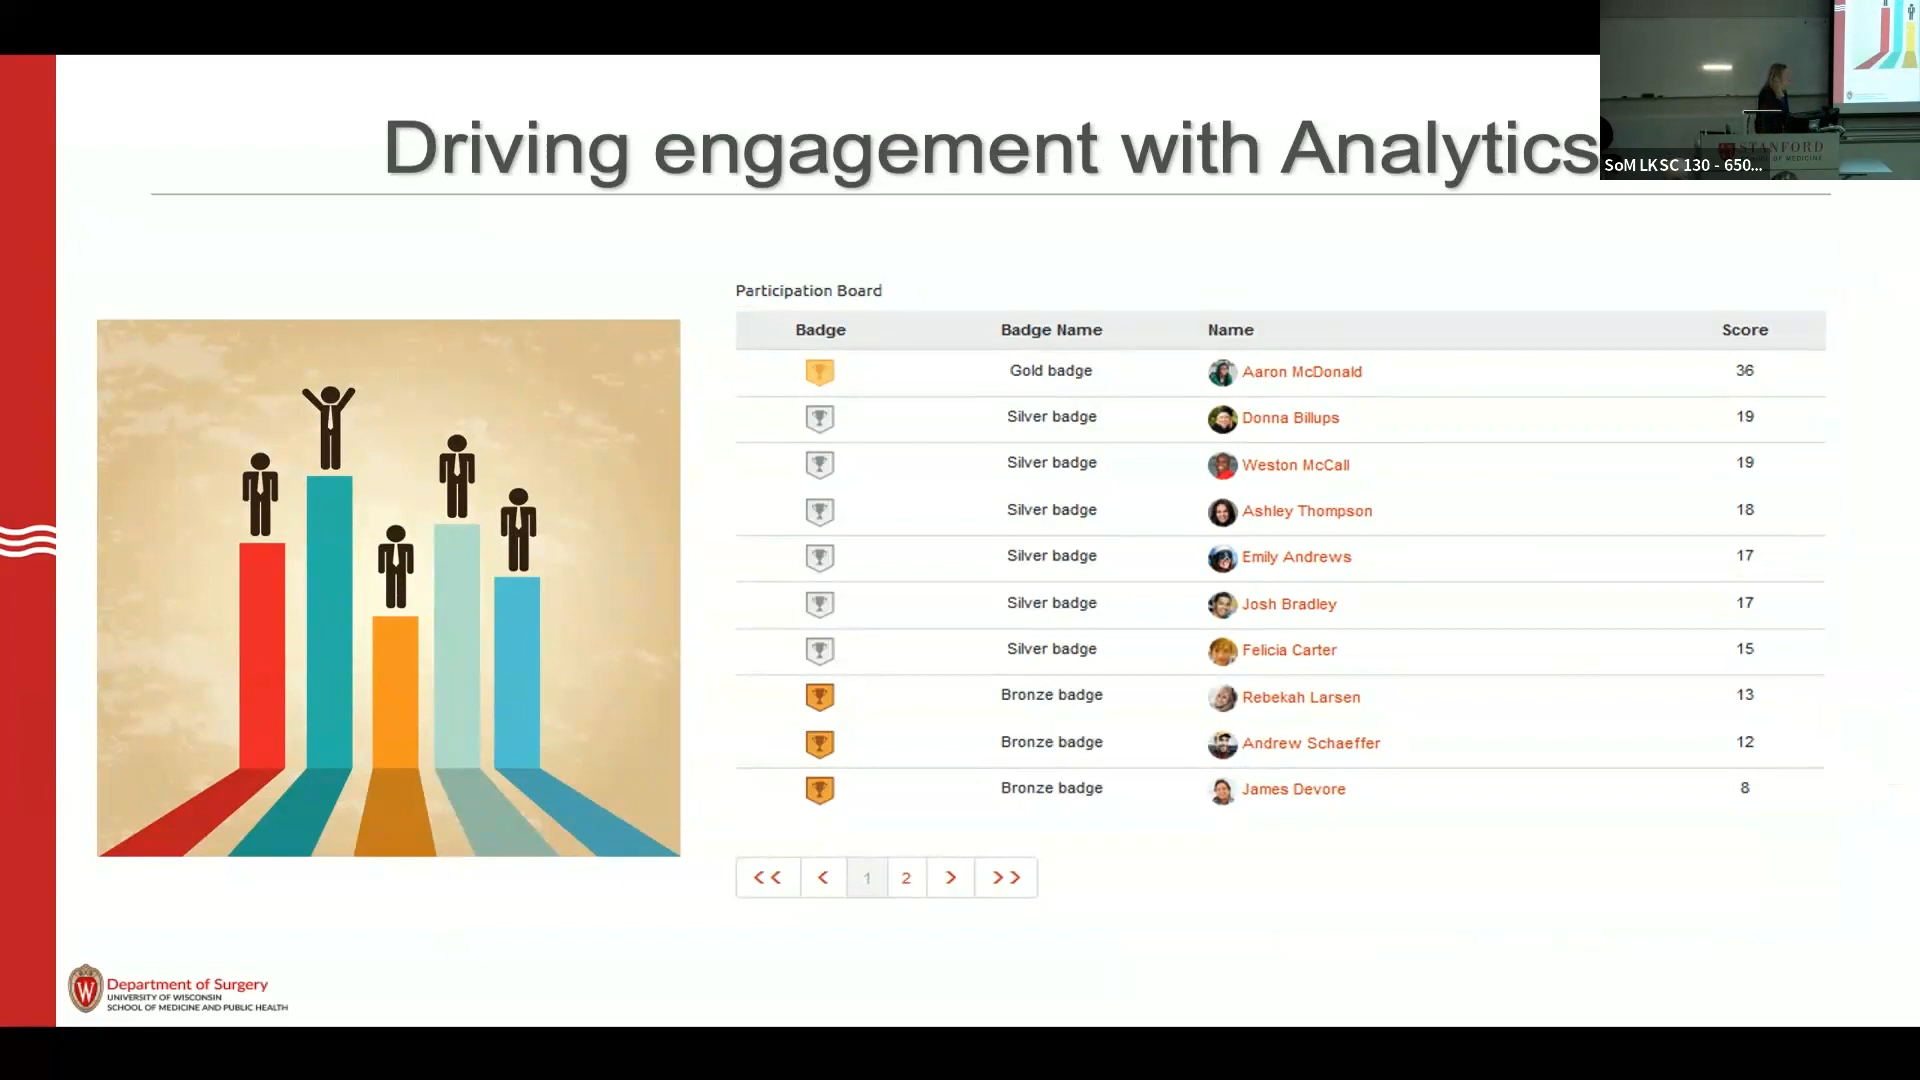 Driving engagement with Analytics
STANFORD
SCHOOL OF MEDICINE
SoM LKSC 130 - 650...
Participation Board
Badge Badge Name Name Score
Gold badge Aaron McDonald 36
Silver badge Donna Billups 19
Silver badge Weston McCall 19
Silver badge Ashley Thompson 18
Silver badge Emily Andrews 17
Silver badge Josh Bradley 17
Silver badge Felicia Carter 15
Bronze badge Rebekah Larsen 13
Bronze badge Andrew Schaeffer 12
Bronze badge James Devore 8
<< < 1 2 > >>
W
Department of Surgery
UNIVERSITY OF WISCONSIN
SCHOOL OF MEDICINE AND PUBLIC HEALTH